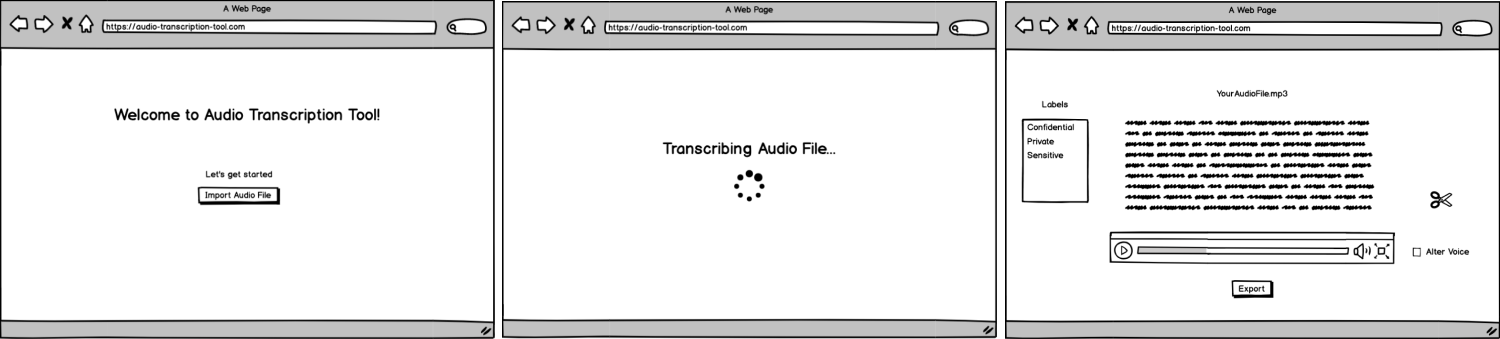 A Web Page
https://audio-transcription-tool.com
Welcome to Audio Transcription Tool!
Let's get started
Import Audio File
A Web Page
https://audio-transcription-tool.com
Transcribing Audio File...
A Web Page
https://audio-transcription-tool.com
YourAudioFile.mp3
Labels
Confidential
Private
Sensitive
Alter Voice
Export